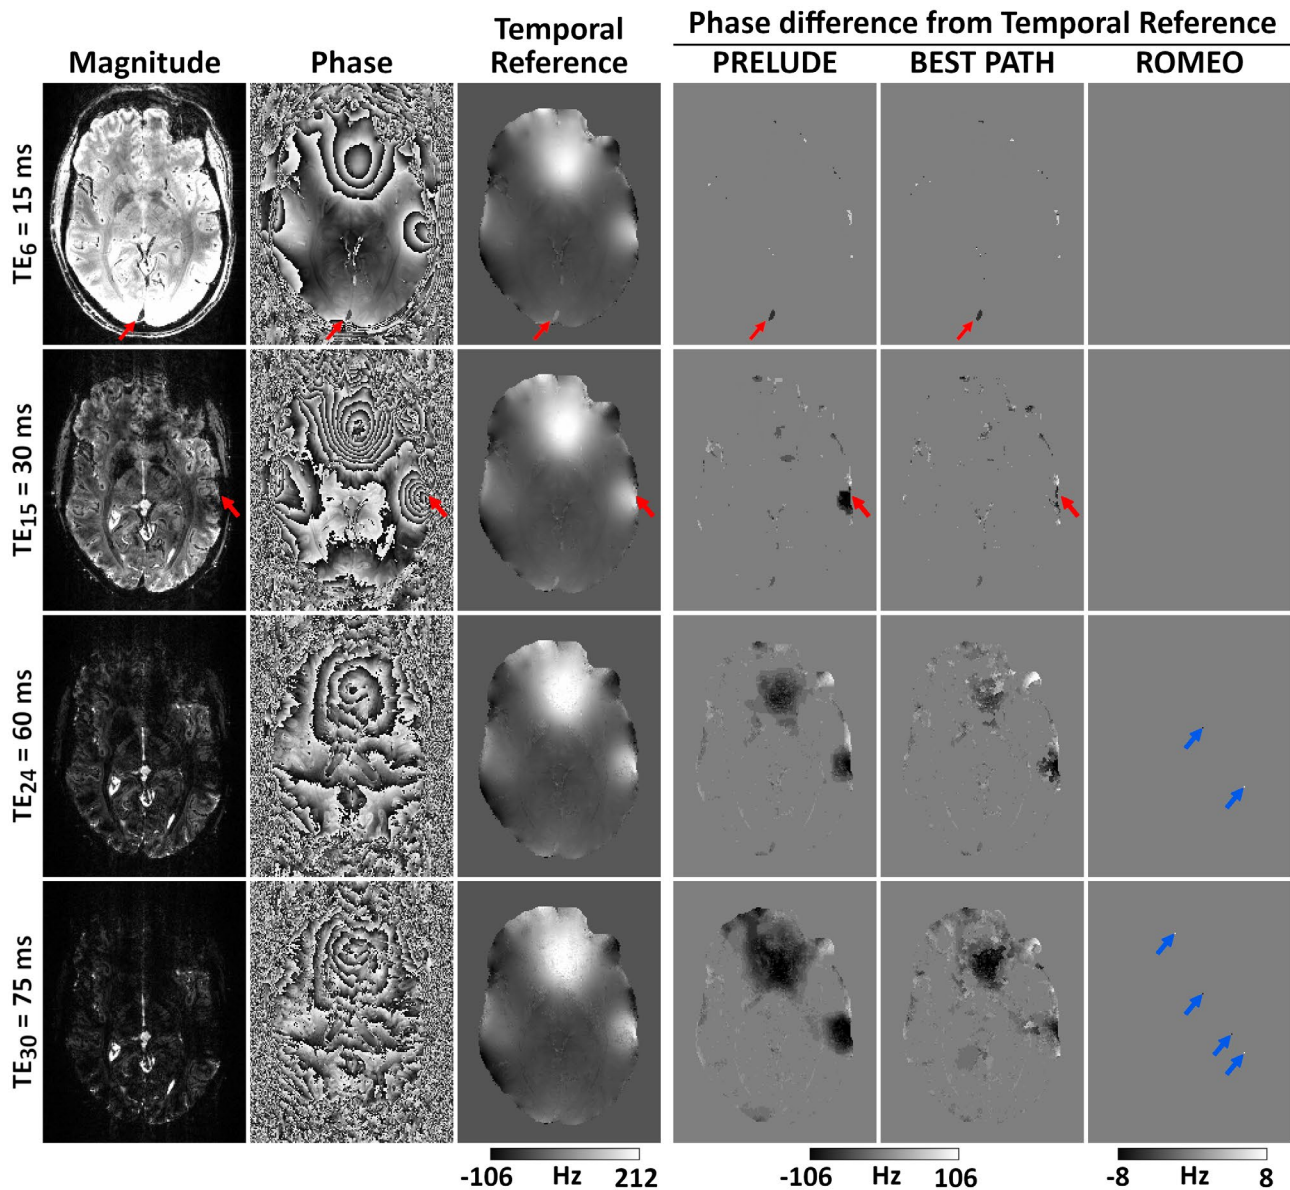 Phase difference from Temporal Reference
Magnitude Phase Temporal Reference PRELUDE BEST PATH ROMEO
TE6 = 15 ms
TE15 = 30 ms
TE24 = 60 ms
TE30 = 75 ms
-106 Hz 212
-106 Hz 106
-8 Hz 8